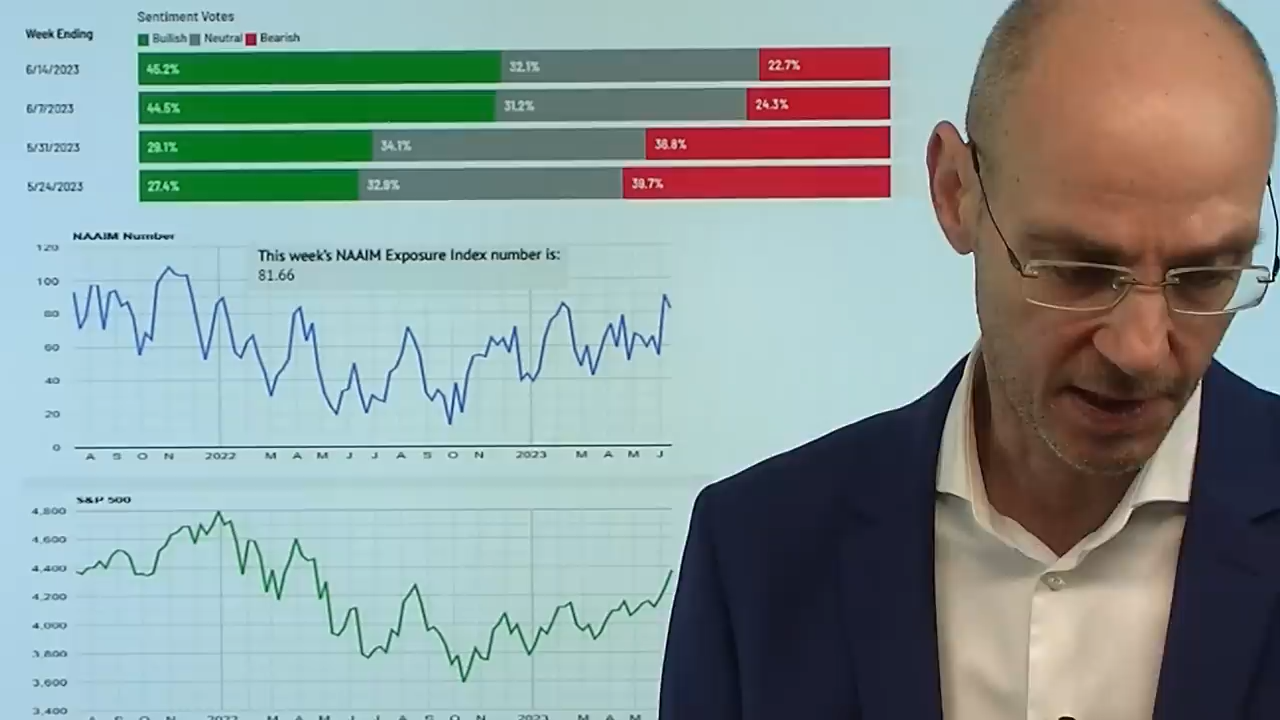 Sentiment Votes
Week Ending
Bullish Neutral Bearish
6/14/2023 45.2% 32.1% 22.7%
6/7/2023 44.5% 31.2% 24.3%
5/31/2023 29.1% 34.1% 36.8%
5/24/2023 27.4% 32.9% 39.7%
NAAIM Number
120
This week's NAAIM Exposure Index number is:
81.66
100
80
60
40
20
0
A S O N 2022 M A M J J A S O N 2023 M A M J
S&P 500
4,800
4,600
4,400
4,200
4,000
3,800
3,600
3,400